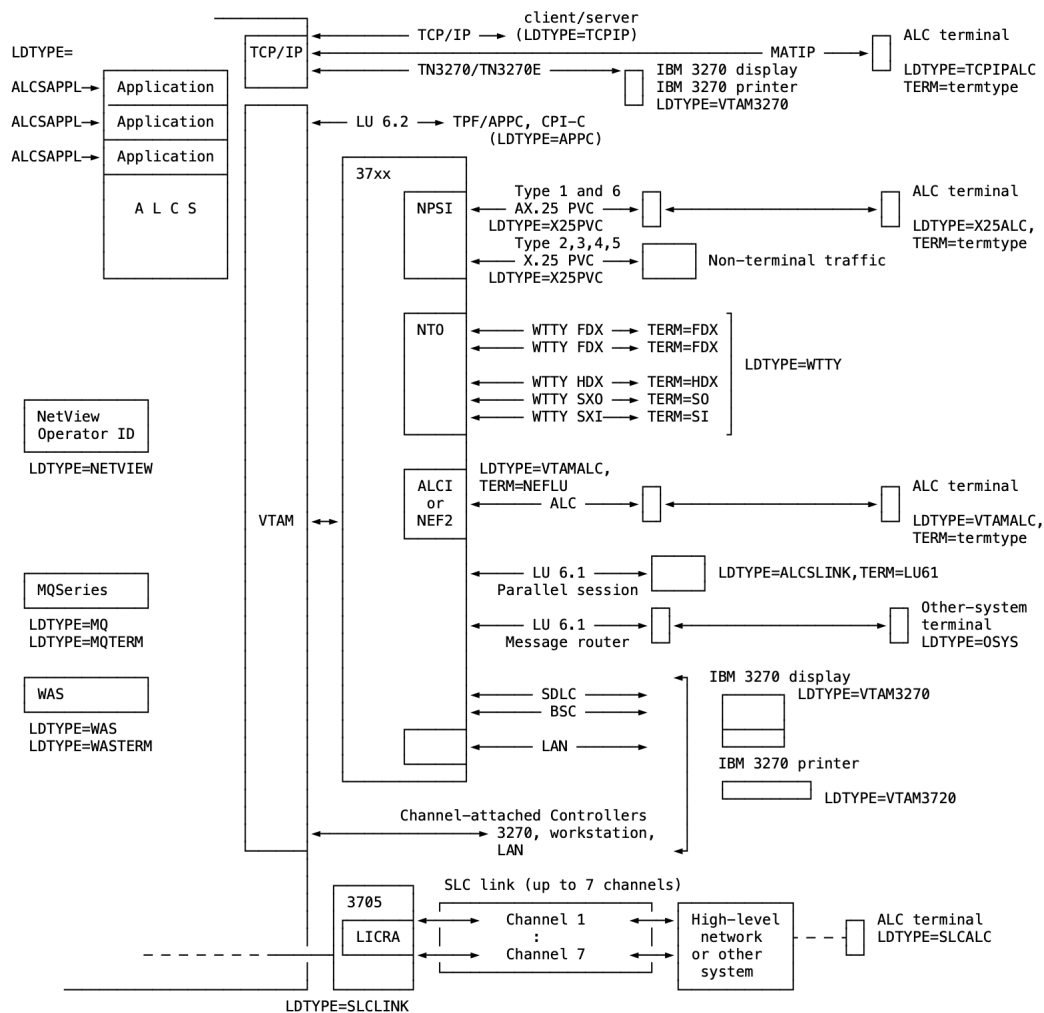 client/server
TCP/IP
(LDTYPE=TCPIP)
LDTYPE=
TCP/IP
MATIP
ALC terminal
LDTYPE=TCPIPALC
TERM=termtype
TN3270/TN3270E
IBM 3270 display
IBM 3270 printer
LDTYPE=VTAM3270
ALCSAPPL
Application
ALCSAPPL
Application
ALCSAPPL
Application
A L C S
LU 6.2
TPF/APPC, CPI-C
(LDTYPE=APPC)
37xx
NPSI
Type 1 and 6
AX.25 PVC
LDTYPE=X25PVC
ALC terminal
LDTYPE=X25ALC,
TERM=termtype
Type 2,3,4,5
X.25 PVC
LDTYPE=X25PVC
Non-terminal traffic
NTO
WTTY FDX
TERM=FDX
WTTY FDX
TERM=FDX
LDTYPE=WTTY
WTTY HDX
TERM=HDX
WTTY SXO
TERM=SO
WTTY SXI
TERM=SI
NetView
Operator ID
LDTYPE=NETVIEW
VTAM
ALCI
or
NEF2
LDTYPE=VTAMALC,
TERM=NEFLU
ALC
ALC terminal
LDTYPE=VTAMALC,
TERM=termtype
LU 6.1
Parallel session
LDTYPE=ALCSLINK,TERM=LU61
MQSeries
LDTYPE=MQ
LDTYPE=MQTERM
LU 6.1
Message router
Other-system
terminal
LDTYPE=OSYS
WAS
LDTYPE=WAS
LDTYPE=WASTERM
SDLC
BSC
LAN
IBM 3270 display
LDTYPE=VTAM3270
IBM 3270 printer
LDTYPE=VTAM3720
Channel-attached Controllers
3270, workstation,
LAN
SLC link (up to 7 channels)
3705
LICRA
Channel 1
:
Channel 7
High-level
network
or other
system
ALC terminal
LDTYPE=SLCALC
LDTYPE=SLCLINK